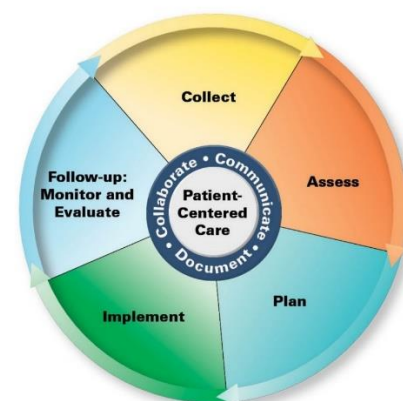 Collect
Assess
Plan
Implement
Follow-up:
Monitor and
Evaluate
Collaborate • Communicate • Document •
Patient-
Centered
Care